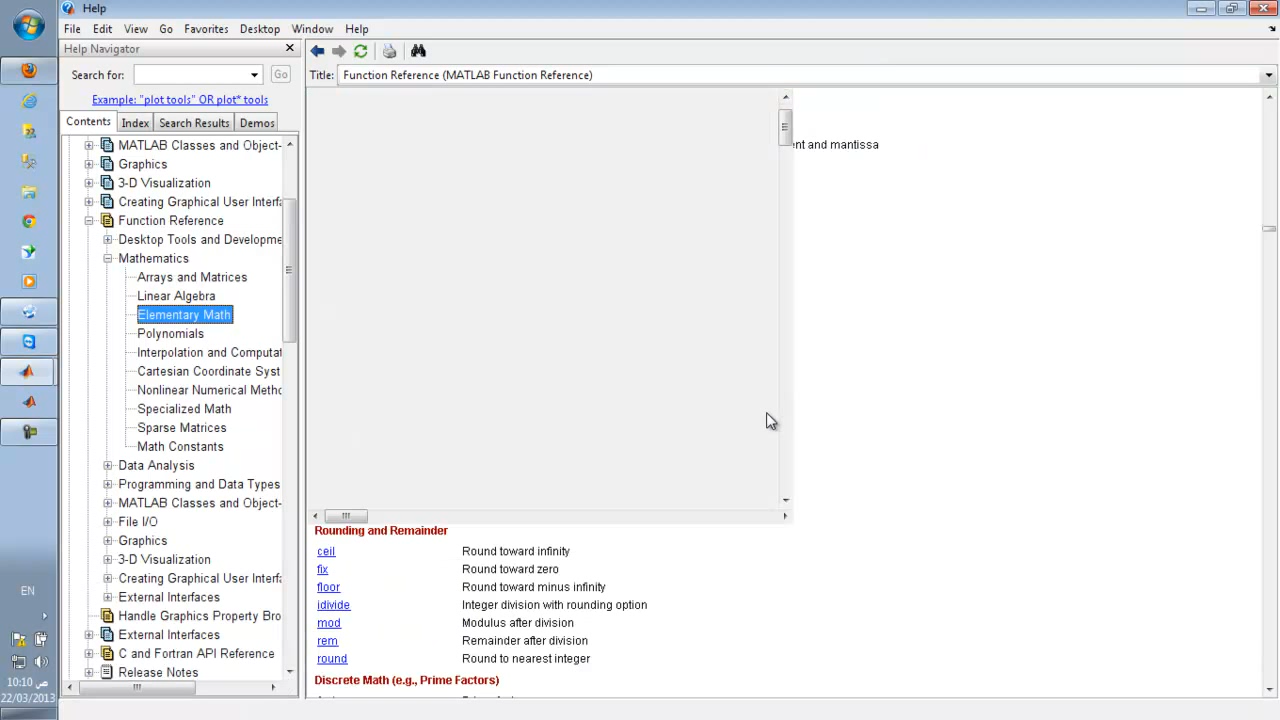 Help
File Edit View Go Favorites Desktop Window Help
Help Navigator
Search for: Go
Example: "plot tools" OR plot* tools
Contents Index Search Results Demos
MATLAB Classes and Object-
Graphics
3-D Visualization
Creating Graphical User Interfa
Function Reference
Desktop Tools and Developme
Mathematics
Arrays and Matrices
Linear Algebra
Elementary Math
Polynomials
Interpolation and Computat
Cartesian Coordinate Syst
Nonlinear Numerical Metho
Specialized Math
Sparse Matrices
Math Constants
Data Analysis
Programming and Data Types
MATLAB Classes and Object-
File I/O
Graphics
3-D Visualization
Creating Graphical User Interfa
External Interfaces
Handle Graphics Property Bro
External Interfaces
C and Fortran API Reference
Release Notes
Title: Function Reference (MATLAB Function Reference)
ent and mantissa
Rounding and Remainder
ceil Round toward infinity
fix Round toward zero
floor Round toward minus infinity
idivide Integer division with rounding option
mod Modulus after division
rem Remainder after division
round Round to nearest integer
Discrete Math (e.g., Prime Factors)
EN
10:10 ص
22/03/2013